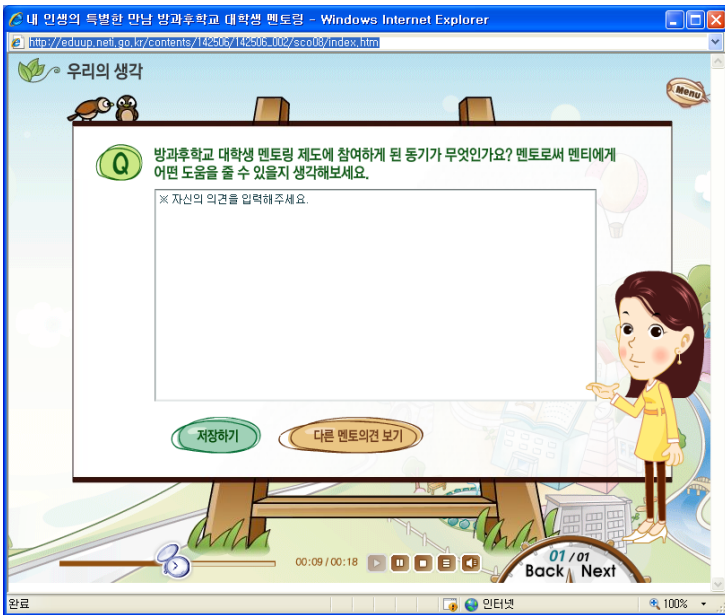 내 인생의 특별한 만남 방과후학교 대학생 멘토링 - Windows Internet Explorer
http://eduup.neti.go.kr/contents/142506/142506_002/sco08/index.htm
우리의 생각
Menu
Q
방과후학교 대학생 멘토링 제도에 참여하게 된 동기가 무엇인가요? 멘토로써 멘티에게
어떤 도움을 줄 수 있을지 생각해보세요.
※ 자신의 의견을 입력해주세요.
저장하기
다른 멘토의견 보기
00:09 / 00:18
01 / 01
Back Next
완료
인터넷
100%